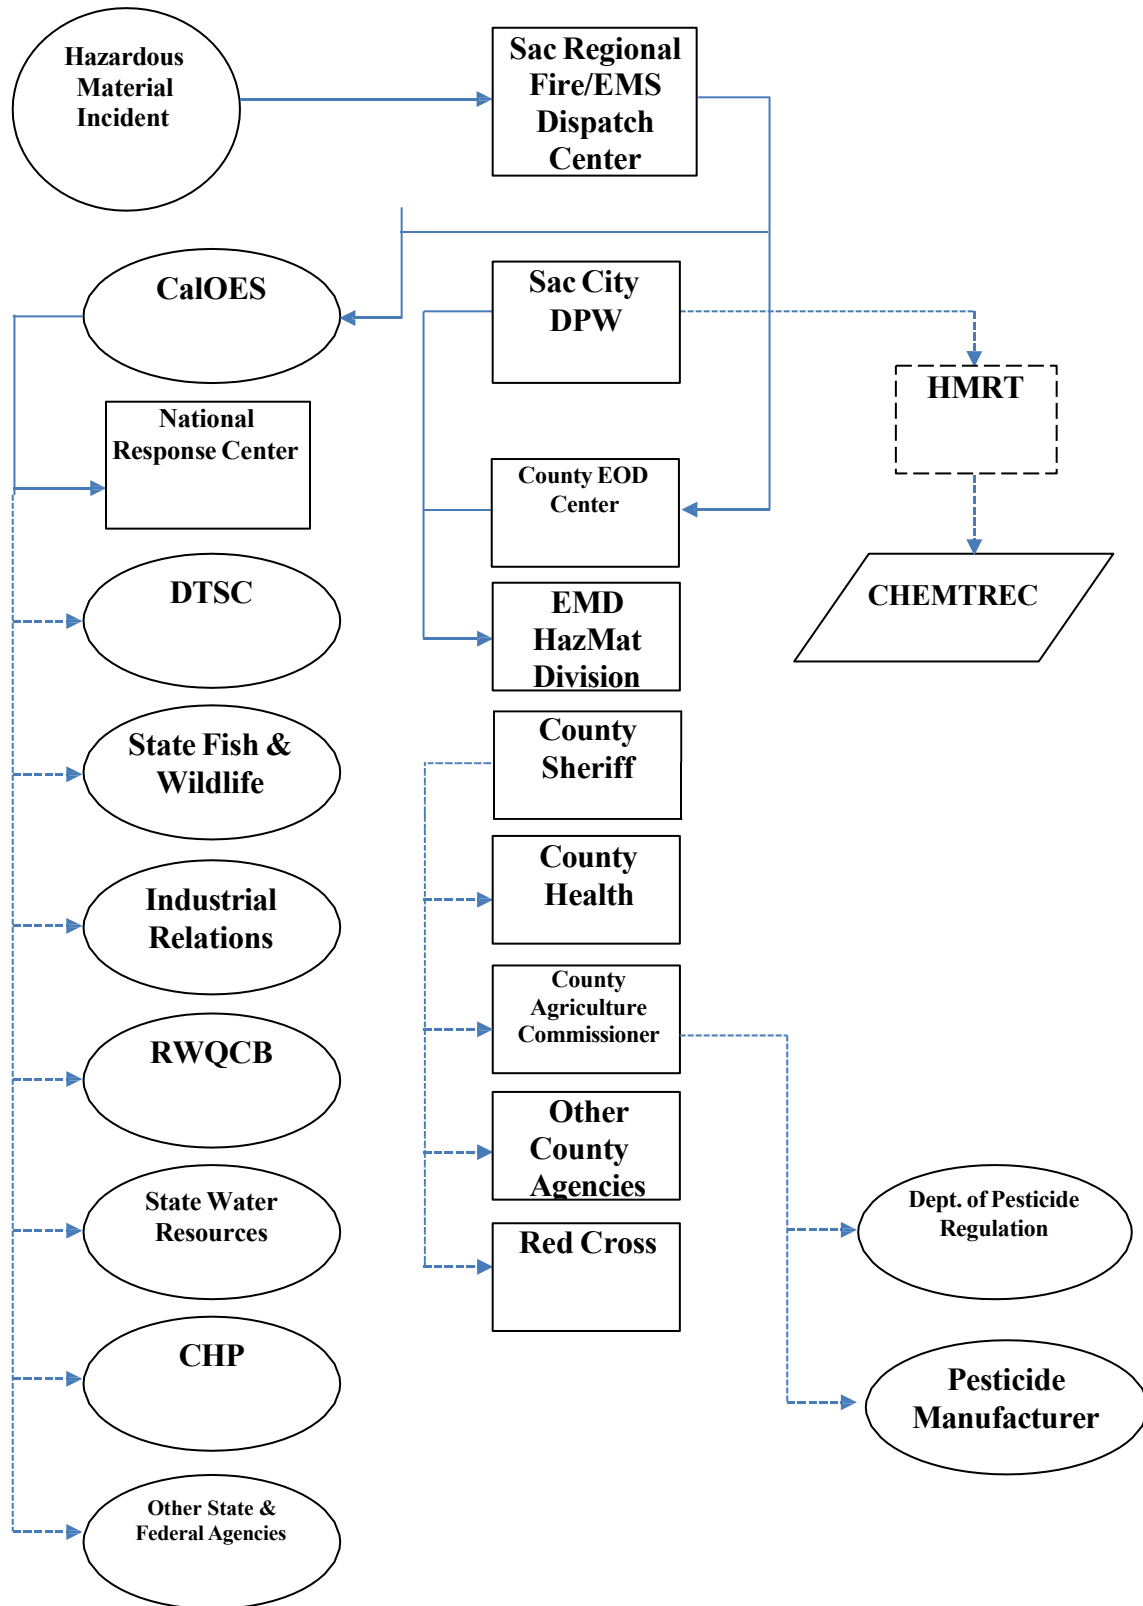 Hazardous
Material
Incident
Sac Regional
Fire/EMS
Dispatch
Center
CalOES
Sac City
DPW
HMRT
National
Response Center
County EOD
Center
CHEMTREC
DTSC
EMD
HazMat
Division
State Fish &
Wildlife
County
Sheriff
Industrial
Relations
County
Health
County
Agriculture
Commissioner
RWQCB
Other
County
Agencies
State Water
Resources
Dept. of Pesticide
Regulation
Red Cross
CHP
Pesticide
Manufacturer
Other State &
Federal Agencies